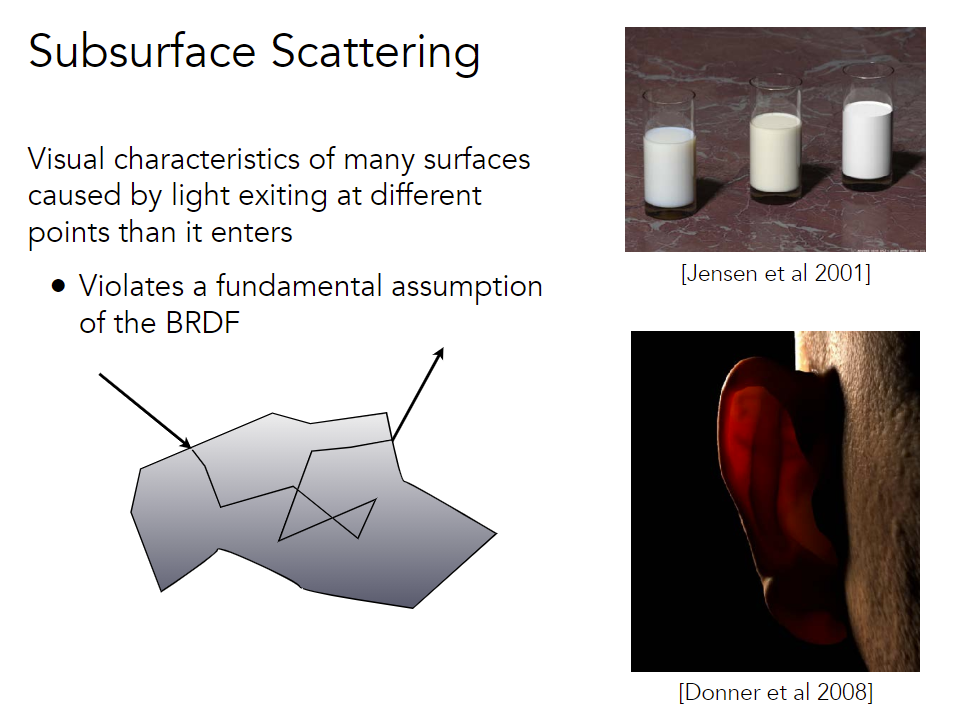 Subsurface Scattering
Visual characteristics of many surfaces
caused by light exiting at different
points than it enters
• Violates a fundamental assumption
of the BRDF
[Jensen et al 2001]
[Donner et al 2008]